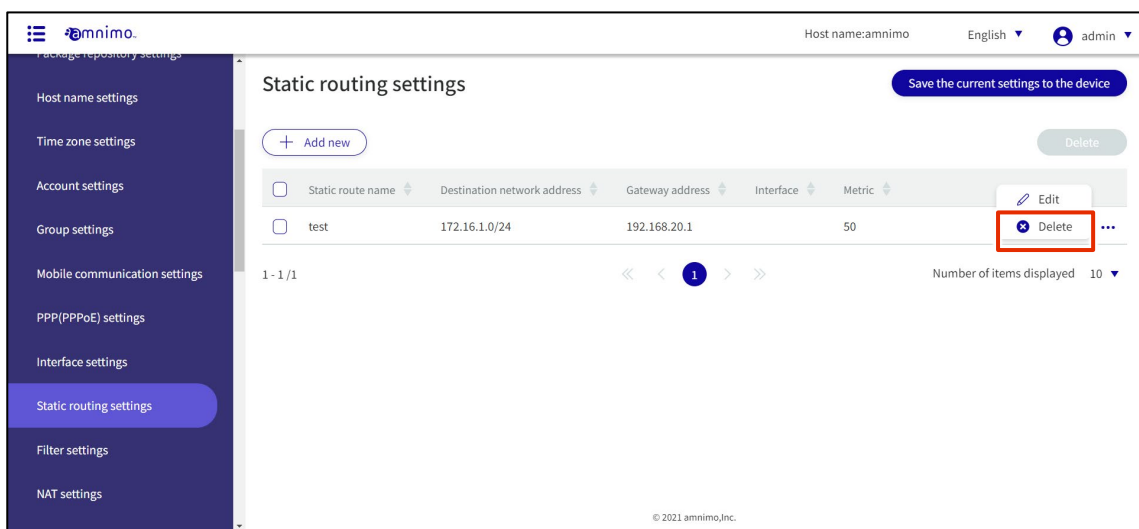 amnimo
Host name:amnimo
English
admin
Package repository settings
Host name settings
Time zone settings
Account settings
Group settings
Mobile communication settings
PPP(PPPoE) settings
Interface settings
Static routing settings
Filter settings
NAT settings
Static routing settings
Save the current settings to the device
Add new
Delete
Static route name Destination network address Gateway address Interface Metric
Edit
test 172.16.1.0/24 192.168.20.1 50
Delete
1 - 1 /1
1
Number of items displayed 10
© 2021 amnimo,Inc.